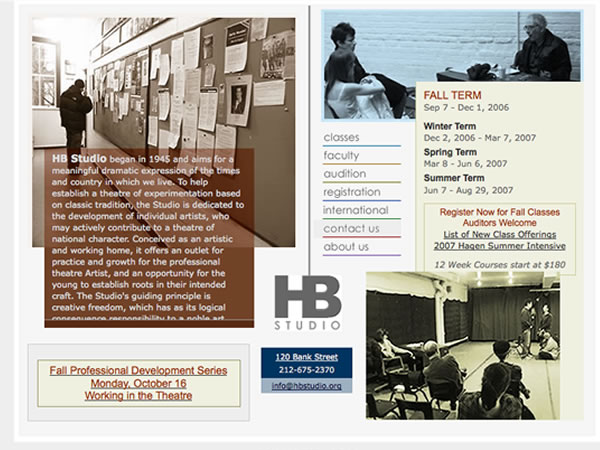 HB Studio began in 1945 and aims for a
meaningful dramatic expression of the times
and country in which we live. To help
establish a theatre of experimentation based
on classic tradition, the Studio is dedicated to
the development of individual artists, who
may actively contribute to a theatre of
national character. Conceived as an artistic
and working home, it offers an outlet for
practice and growth for the professional
theatre Artist, and an opportunity for the
young to establish roots in their intended
craft. The Studio's guiding principle is
creative freedom, which has as its logical
consequence responsibility to a noble art.
classes
faculty
audition
registration
international
contact us
about us
FALL TERM
Sep 7 - Dec 1, 2006
Winter Term
Dec 2, 2006 - Mar 7, 2007
Spring Term
Mar 8 - Jun 6, 2007
Summer Term
Jun 7 - Aug 29, 2007
Register Now for Fall Classes
Auditors Welcome
List of New Class Offerings
2007 Hagen Summer Intensive
12 Week Courses start at $180
HB
STUDIO
120 Bank Street
212-675-2370
info@hbstudio.org
Fall Professional Development Series
Monday, October 16
Working in the Theatre